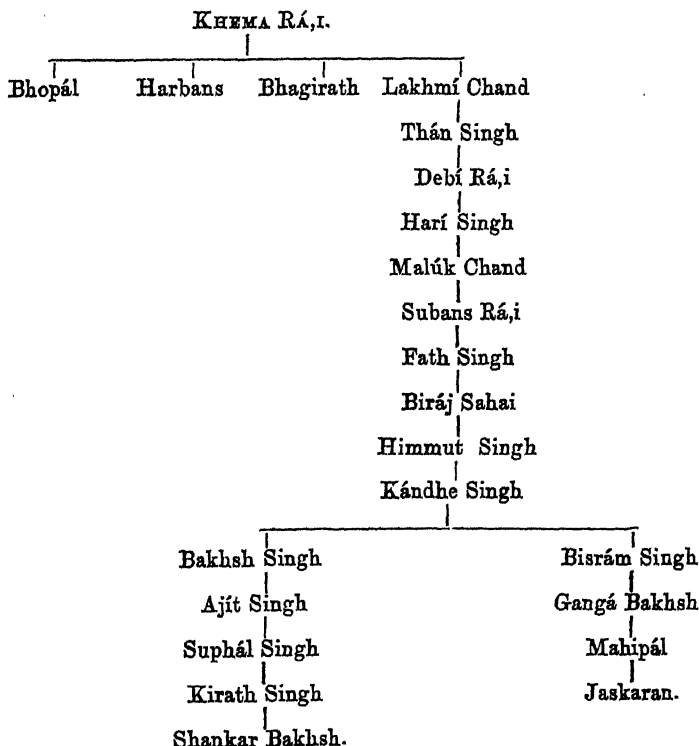 KHEMA RÁ,I.
Bhopál Harbans Bhagirath Lakhmí Chand
Thán Singh
Debí Rá,i
Harí Singh
Malúk Chand
Subans Rá,i
Fath Singh
Biráj Sahai
Himmut Singh
Kándhe Singh
Bakhsh Singh Bisrám Singh
Ajít Singh Gangá Bakhsh
Suphál Singh Mahipál
Kirath Singh Jaskaran.
Shankar Bakhsh.